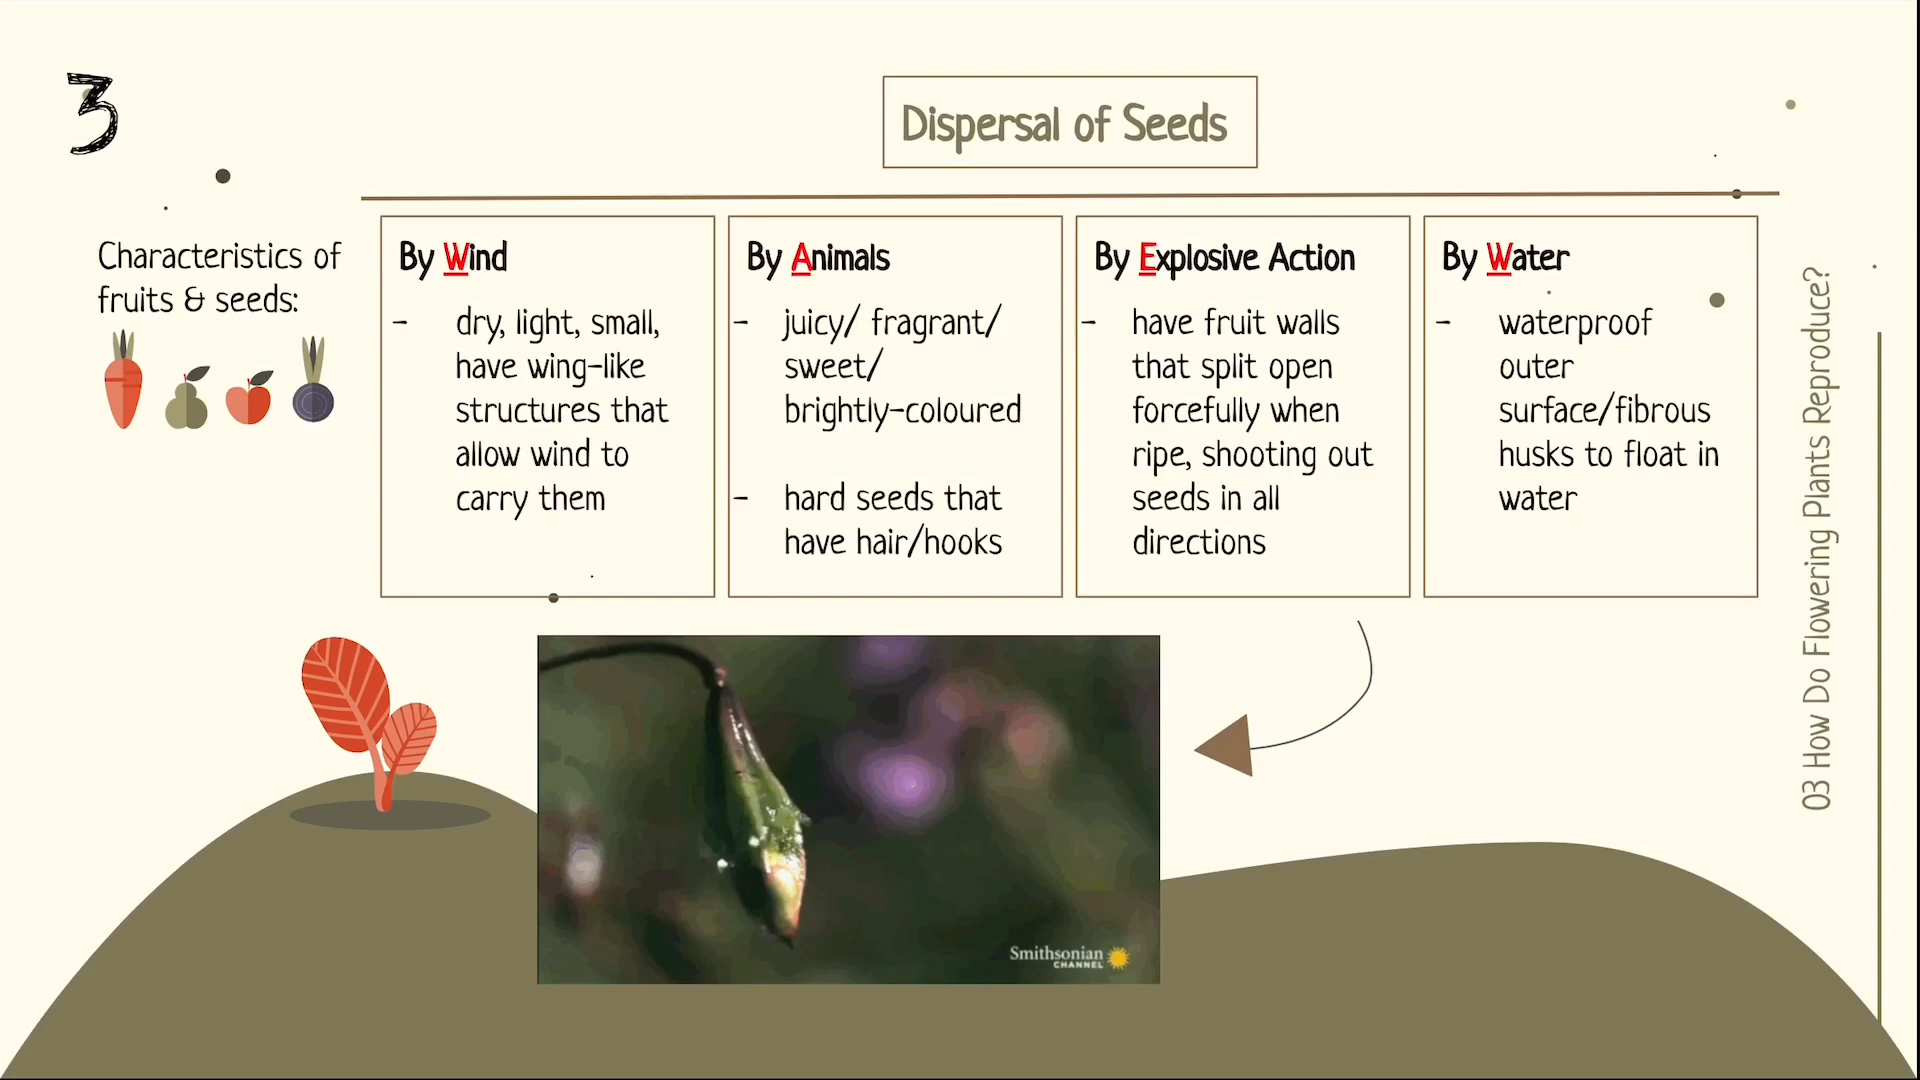 3
Dispersal of Seeds
Characteristics of
fruits & seeds:
By Wind
- dry, light, small,
have wing-like
structures that
allow wind to
carry them
By Animals
- juicy/ fragrant/
sweet/
brightly-coloured
- hard seeds that
have hair/hooks
By Explosive Action
- have fruit walls
that split open
forcefully when
ripe, shooting out
seeds in all
directions
By Water
- waterproof
outer
surface/fibrous
husks to float in
water
03 How Do Flowering Plants Reproduce?
Smithsonian
CHANNEL